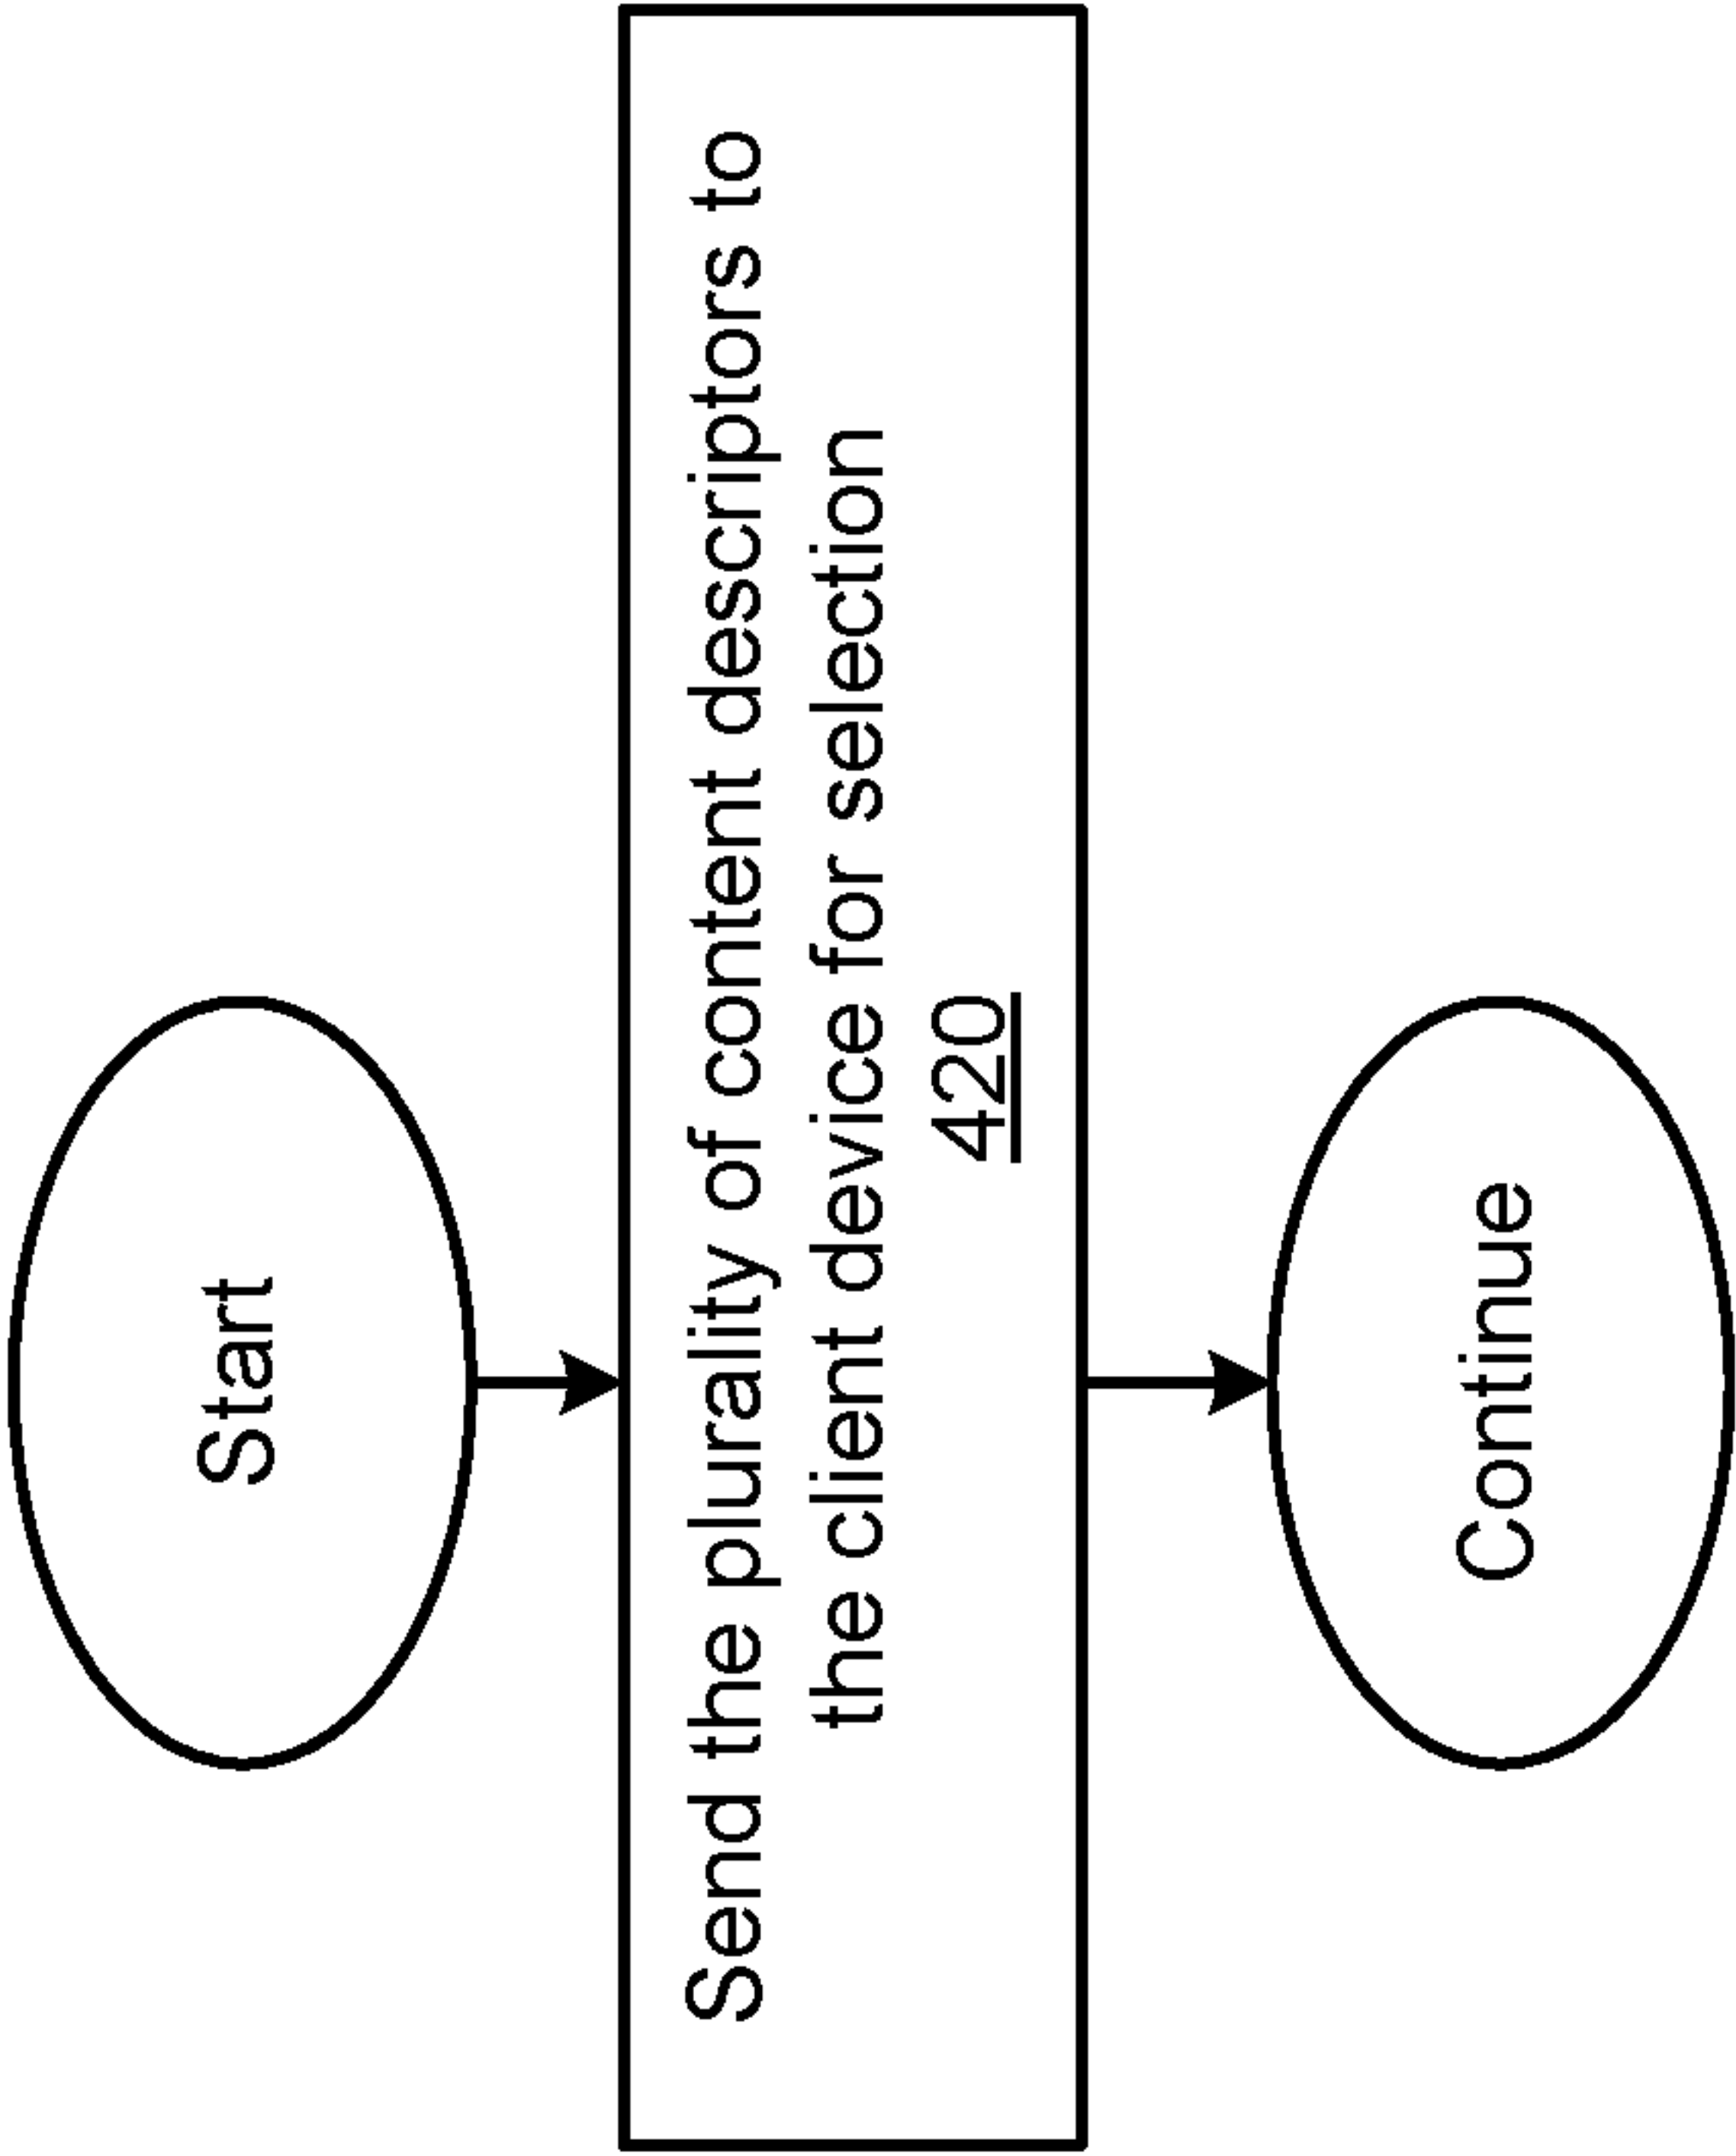 Start
Send the plurality of content descriptors to
the client device for selection
420
Continue